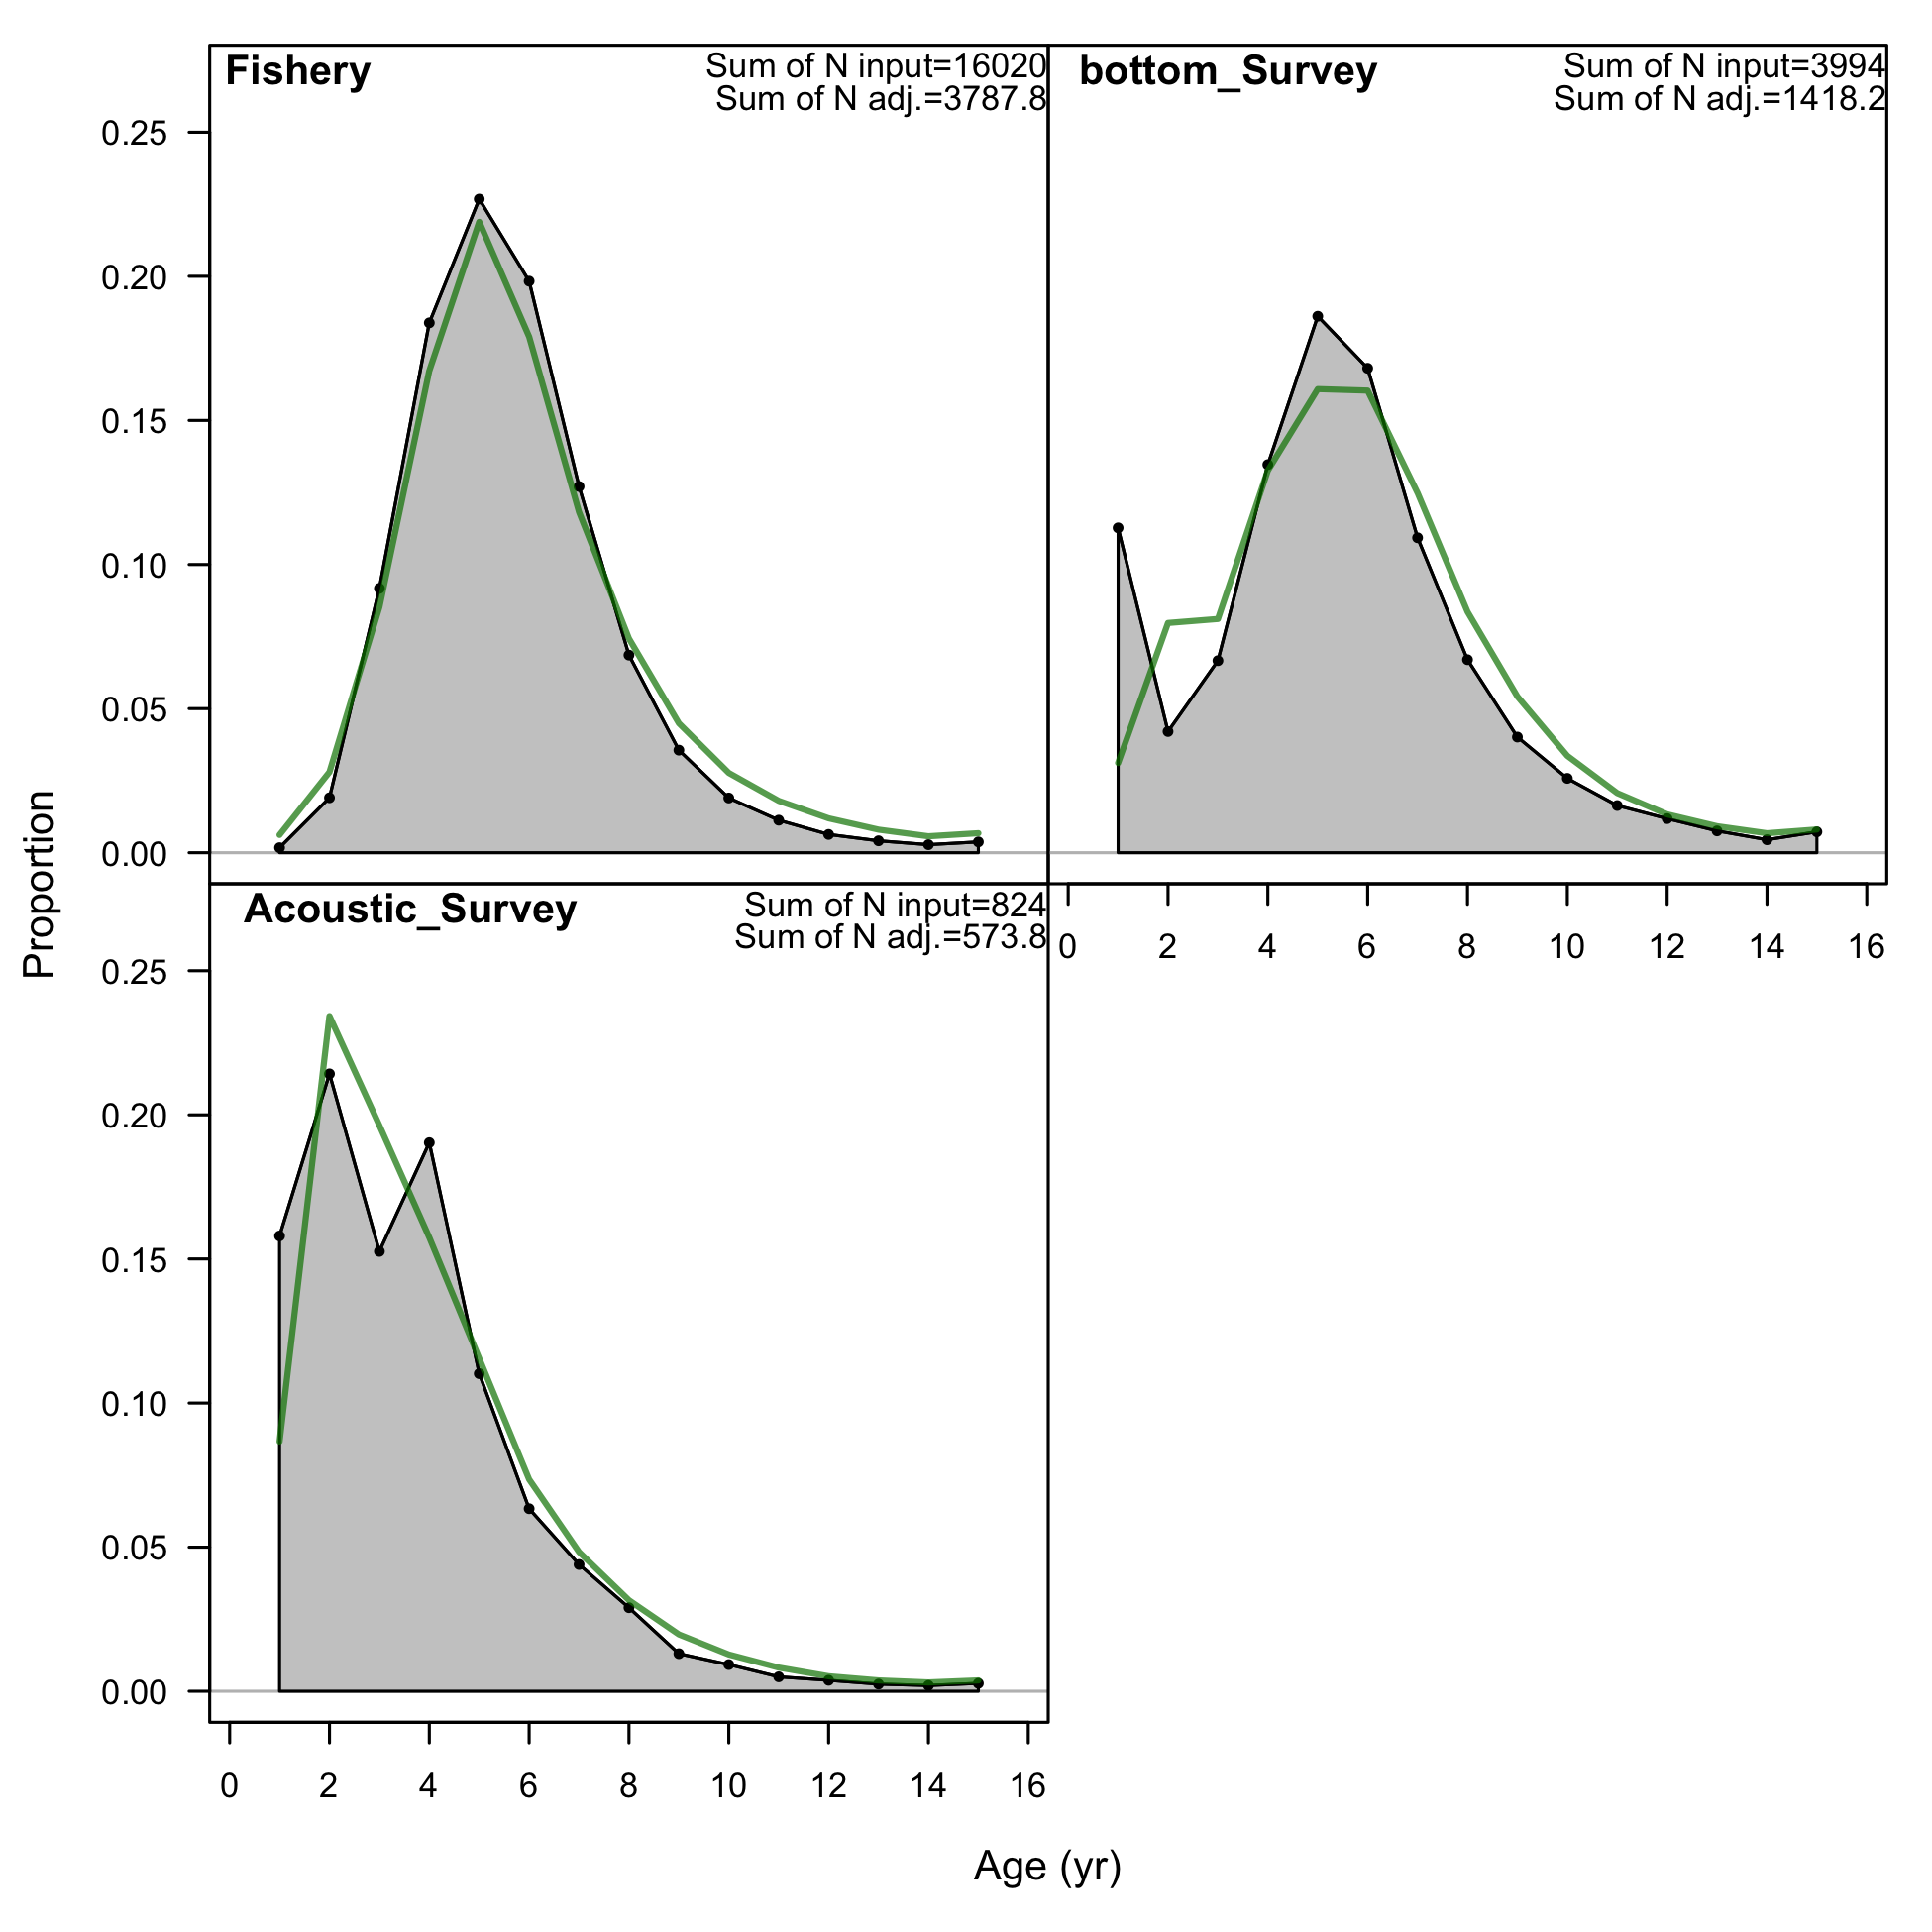 Fishery
Sum of N input=16020
Sum of N adj.=3787.8
bottom_Survey
Sum of N input=3994
Sum of N adj.=1418.2
0.25
0.20
0.15
0.10
0.05
0.00
0 2 4 6 8 10 12 14 16
Acoustic_Survey
Sum of N input=824
Sum of N adj.=573.8
0.25
0.20
0.15
0.10
0.05
0.00
0 2 4 6 8 10 12 14 16
Proportion
Age (yr)